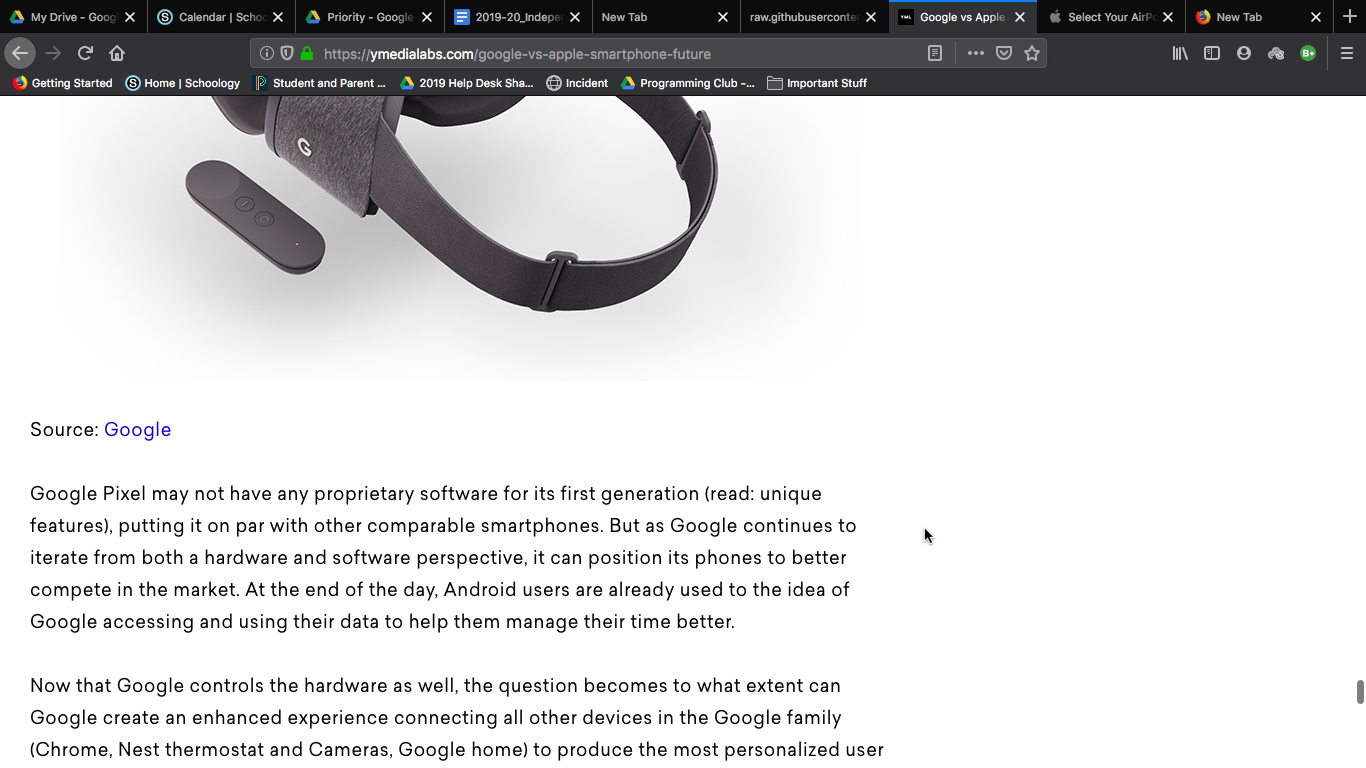 My Drive - Googl
Calendar | Schoo
Priority - Google
2019-20_Indeper
New Tab
raw.githubuserconter
YML
Google vs Apple
Select Your AirPo
New Tab
https://ymedialabs.com/google-vs-apple-smartphone-future
B+
Getting Started
Home | Schoology
Student and Parent ...
2019 Help Desk Sha...
Incident
Programming Club -...
Important Stuff
G
Source: Google
Google Pixel may not have any proprietary software for its first generation (read: unique
features), putting it on par with other comparable smartphones. But as Google continues to
iterate from both a hardware and software perspective, it can position its phones to better
compete in the market. At the end of the day, Android users are already used to the idea of
Google accessing and using their data to help them manage their time better.
Now that Google controls the hardware as well, the question becomes to what extent can
Google create an enhanced experience connecting all other devices in the Google family
(Chrome, Nest thermostat and Cameras, Google home) to produce the most personalized user